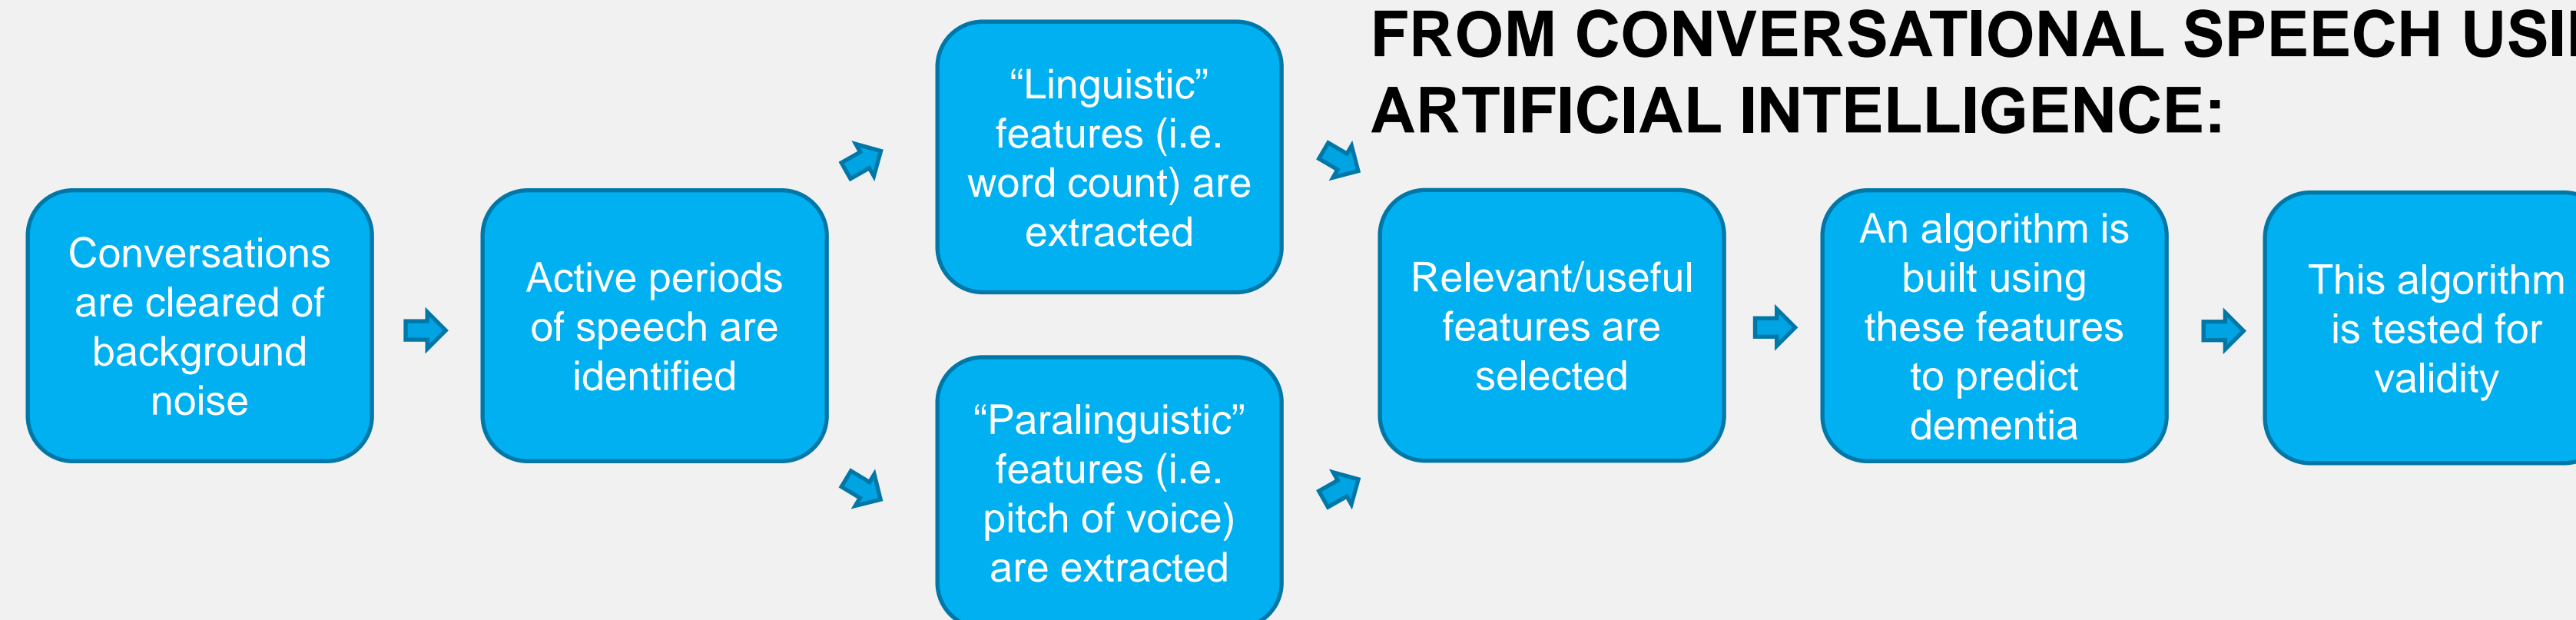 FROM CONVERSATIONAL SPEECH
ARTIFICIAL INTELLIGENCE:
Conversations
are cleared of
background
noise
Active periods
of speech are
identified
“Linguistic”
features (i.e.
word count) are
extracted
“Paralinguistic”
features (i.e.
pitch of voice)
are extracted
Relevant/useful
features are
selected
An algorithm is
built using
these features
to predict
dementia
This algorithm
is tested for
validity